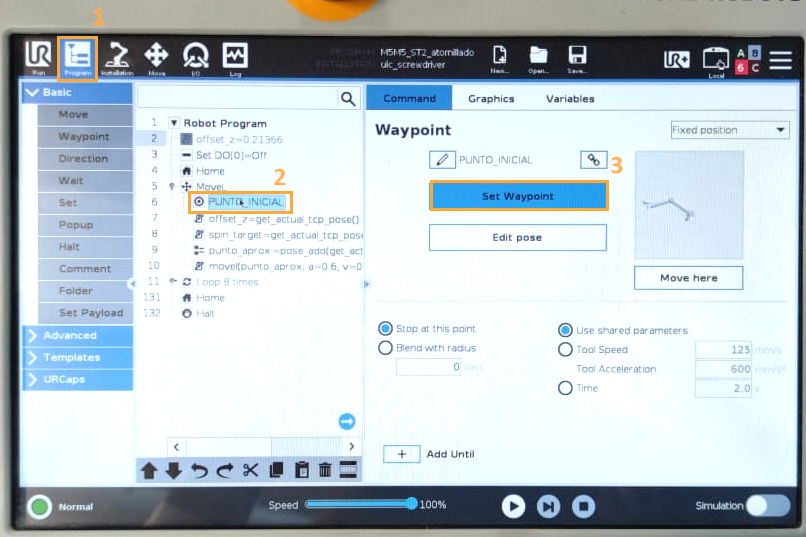 1
UR
Run
Program
Installation
Move
I/O
Log
PROGRAM M5M5_ST2_atornillado
INSTALLATION uic_screwdriver
New...
Open...
Save...
UR+
Local
A B
6 C
Basic
Move
Waypoint
Direction
Wait
Set
Popup
Halt
Comment
Folder
Set Payload
Advanced
Templates
URCaps
1 Robot Program
2 offset_z=0.21366
3 Set DO[0]=Off
4 Home
5 MoveL
2
6 PUNTO_INICIAL
7 offset_z=get_actual_tcp_pose()
8 spin_target=get_actual_tcp_pose
9 punto_aprox =pose_add(get_act
10 movel(punto_aprox, a=0.6, v=0
11 Loop 8 times
131 Home
132 Halt
Command Graphics Variables
Waypoint
Fixed position
PUNTO_INICIAL
3
Set Waypoint
Edit pose
Move here
Stop at this point
Blend with radius
0 mm
Use shared parameters
Tool Speed 125 mm/s
Tool Acceleration 600 mm/s²
Time 2.0 s
+ Add Until
Normal
Speed 100%
Simulation